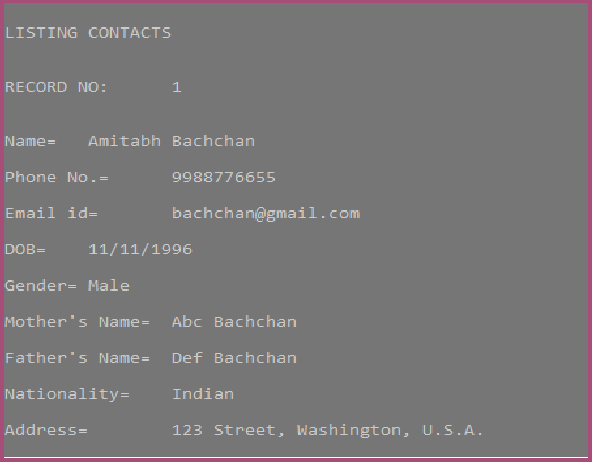 LISTING CONTACTS
RECORD NO: 1
Name= Amitabh Bachchan
Phone No.= 9988776655
Email id= bachchan@gmail.com
DOB= 11/11/1996
Gender= Male
Mother's Name= Abc Bachchan
Father's Name= Def Bachchan
Nationality= Indian
Address= 123 Street, Washington, U.S.A.